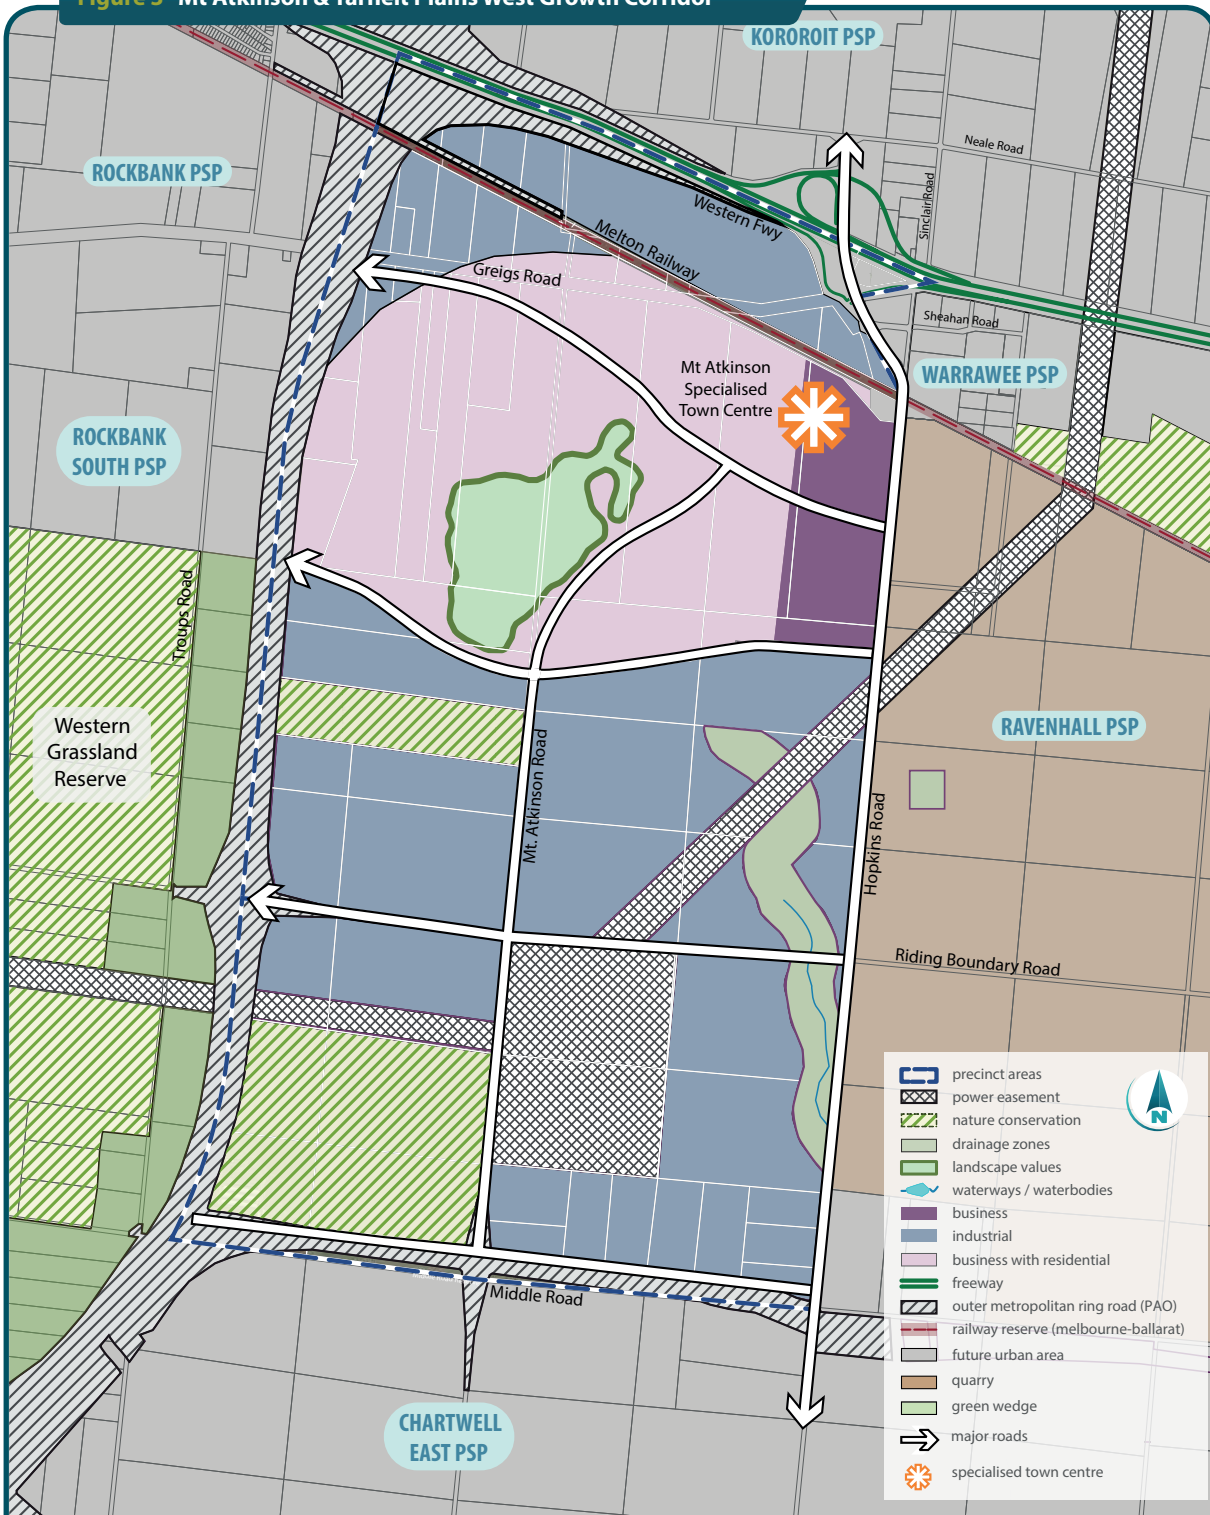 Figure 3 Mt Atkinson & Tarneit Plains West Growth Corridor
KOROROIT PSP
Neale Road
ROCKBANK PSP
Sinclair Road
Western Fwy
Melton Railway
Greigs Road
Sheahan Road
Mt Atkinson
Specialised
Town Centre
WARRAWEE PSP
ROCKBANK
SOUTH PSP
Troups Road
Western
Grassland
Reserve
RAVENHALL PSP
Mt. Atkinson Road
Hopkins Road
Riding Boundary Road
Middle Road
CHARTWELL
EAST PSP
N
precinct areas
power easement
nature conservation
drainage zones
landscape values
waterways / waterbodies
business
industrial
business with residential
freeway
outer metropolitan ring road (PAO)
railway reserve (melbourne-ballarat)
future urban area
quarry
green wedge
major roads
specialised town centre